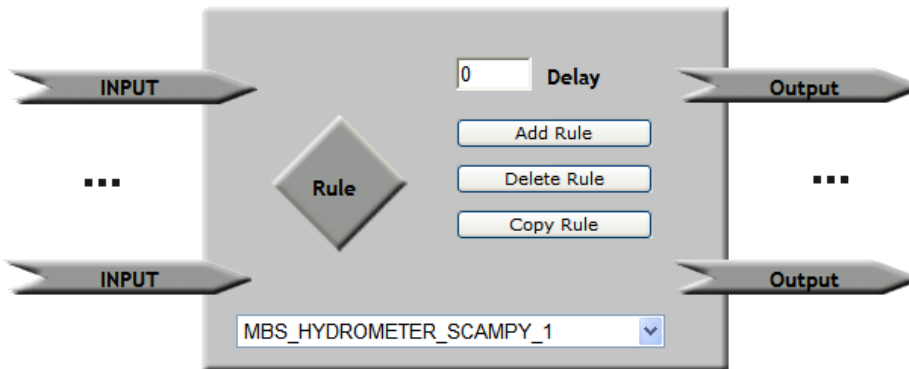 0 Delay
INPUT
Output
Add Rule
...
Rule
Delete Rule
...
Copy Rule
INPUT
Output
MBS_HYDROMETER_SCAMPY_1